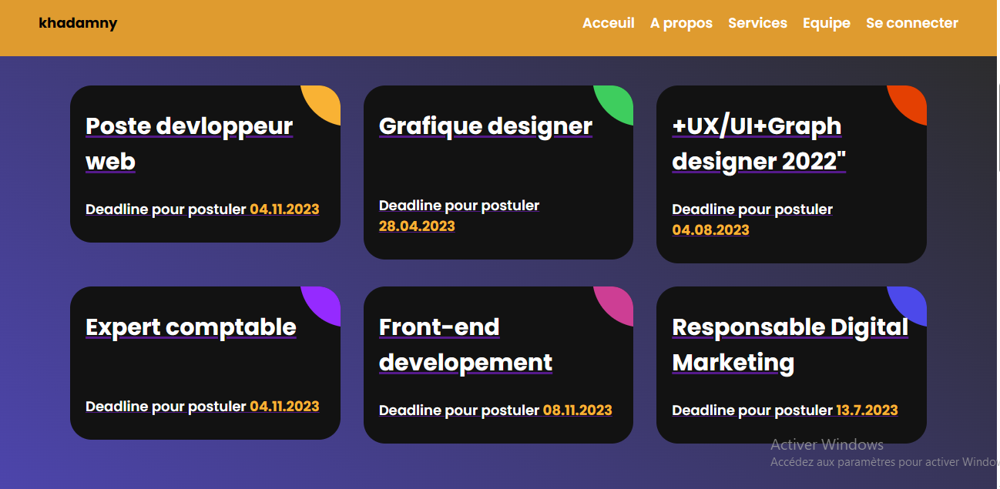 khadamny Acceuil A propos Services Equipe Se connecter
Poste devloppeur
web
Deadline pour postuler 04.11.2023
Grafique designer
Deadline pour postuler
28.04.2023
+UX/UI+Graph
designer 2022"
Deadline pour postuler
04.08.2023
Expert comptable
Deadline pour postuler 04.11.2023
Front-end
developement
Deadline pour postuler 08.11.2023
Responsable Digital
Marketing
Deadline pour postuler 13.7.2023
Activer Windows
Accédez aux paramètres pour activer